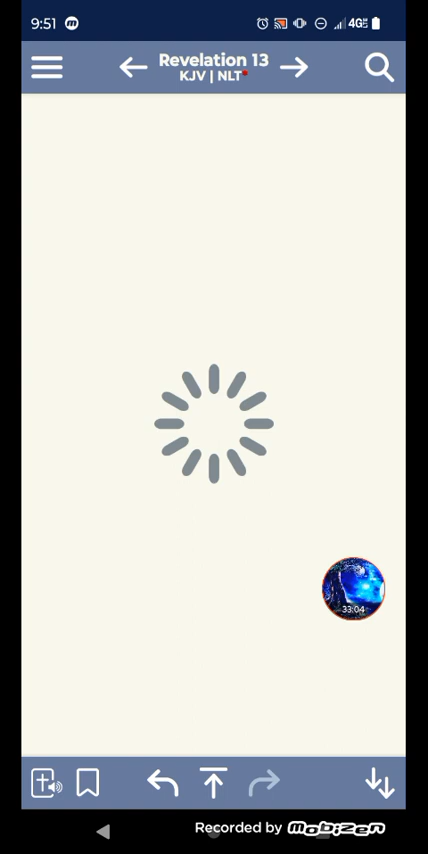 9:51
4G
Revelation 13
KJV | NLT
33:04
Recorded by Mobizen